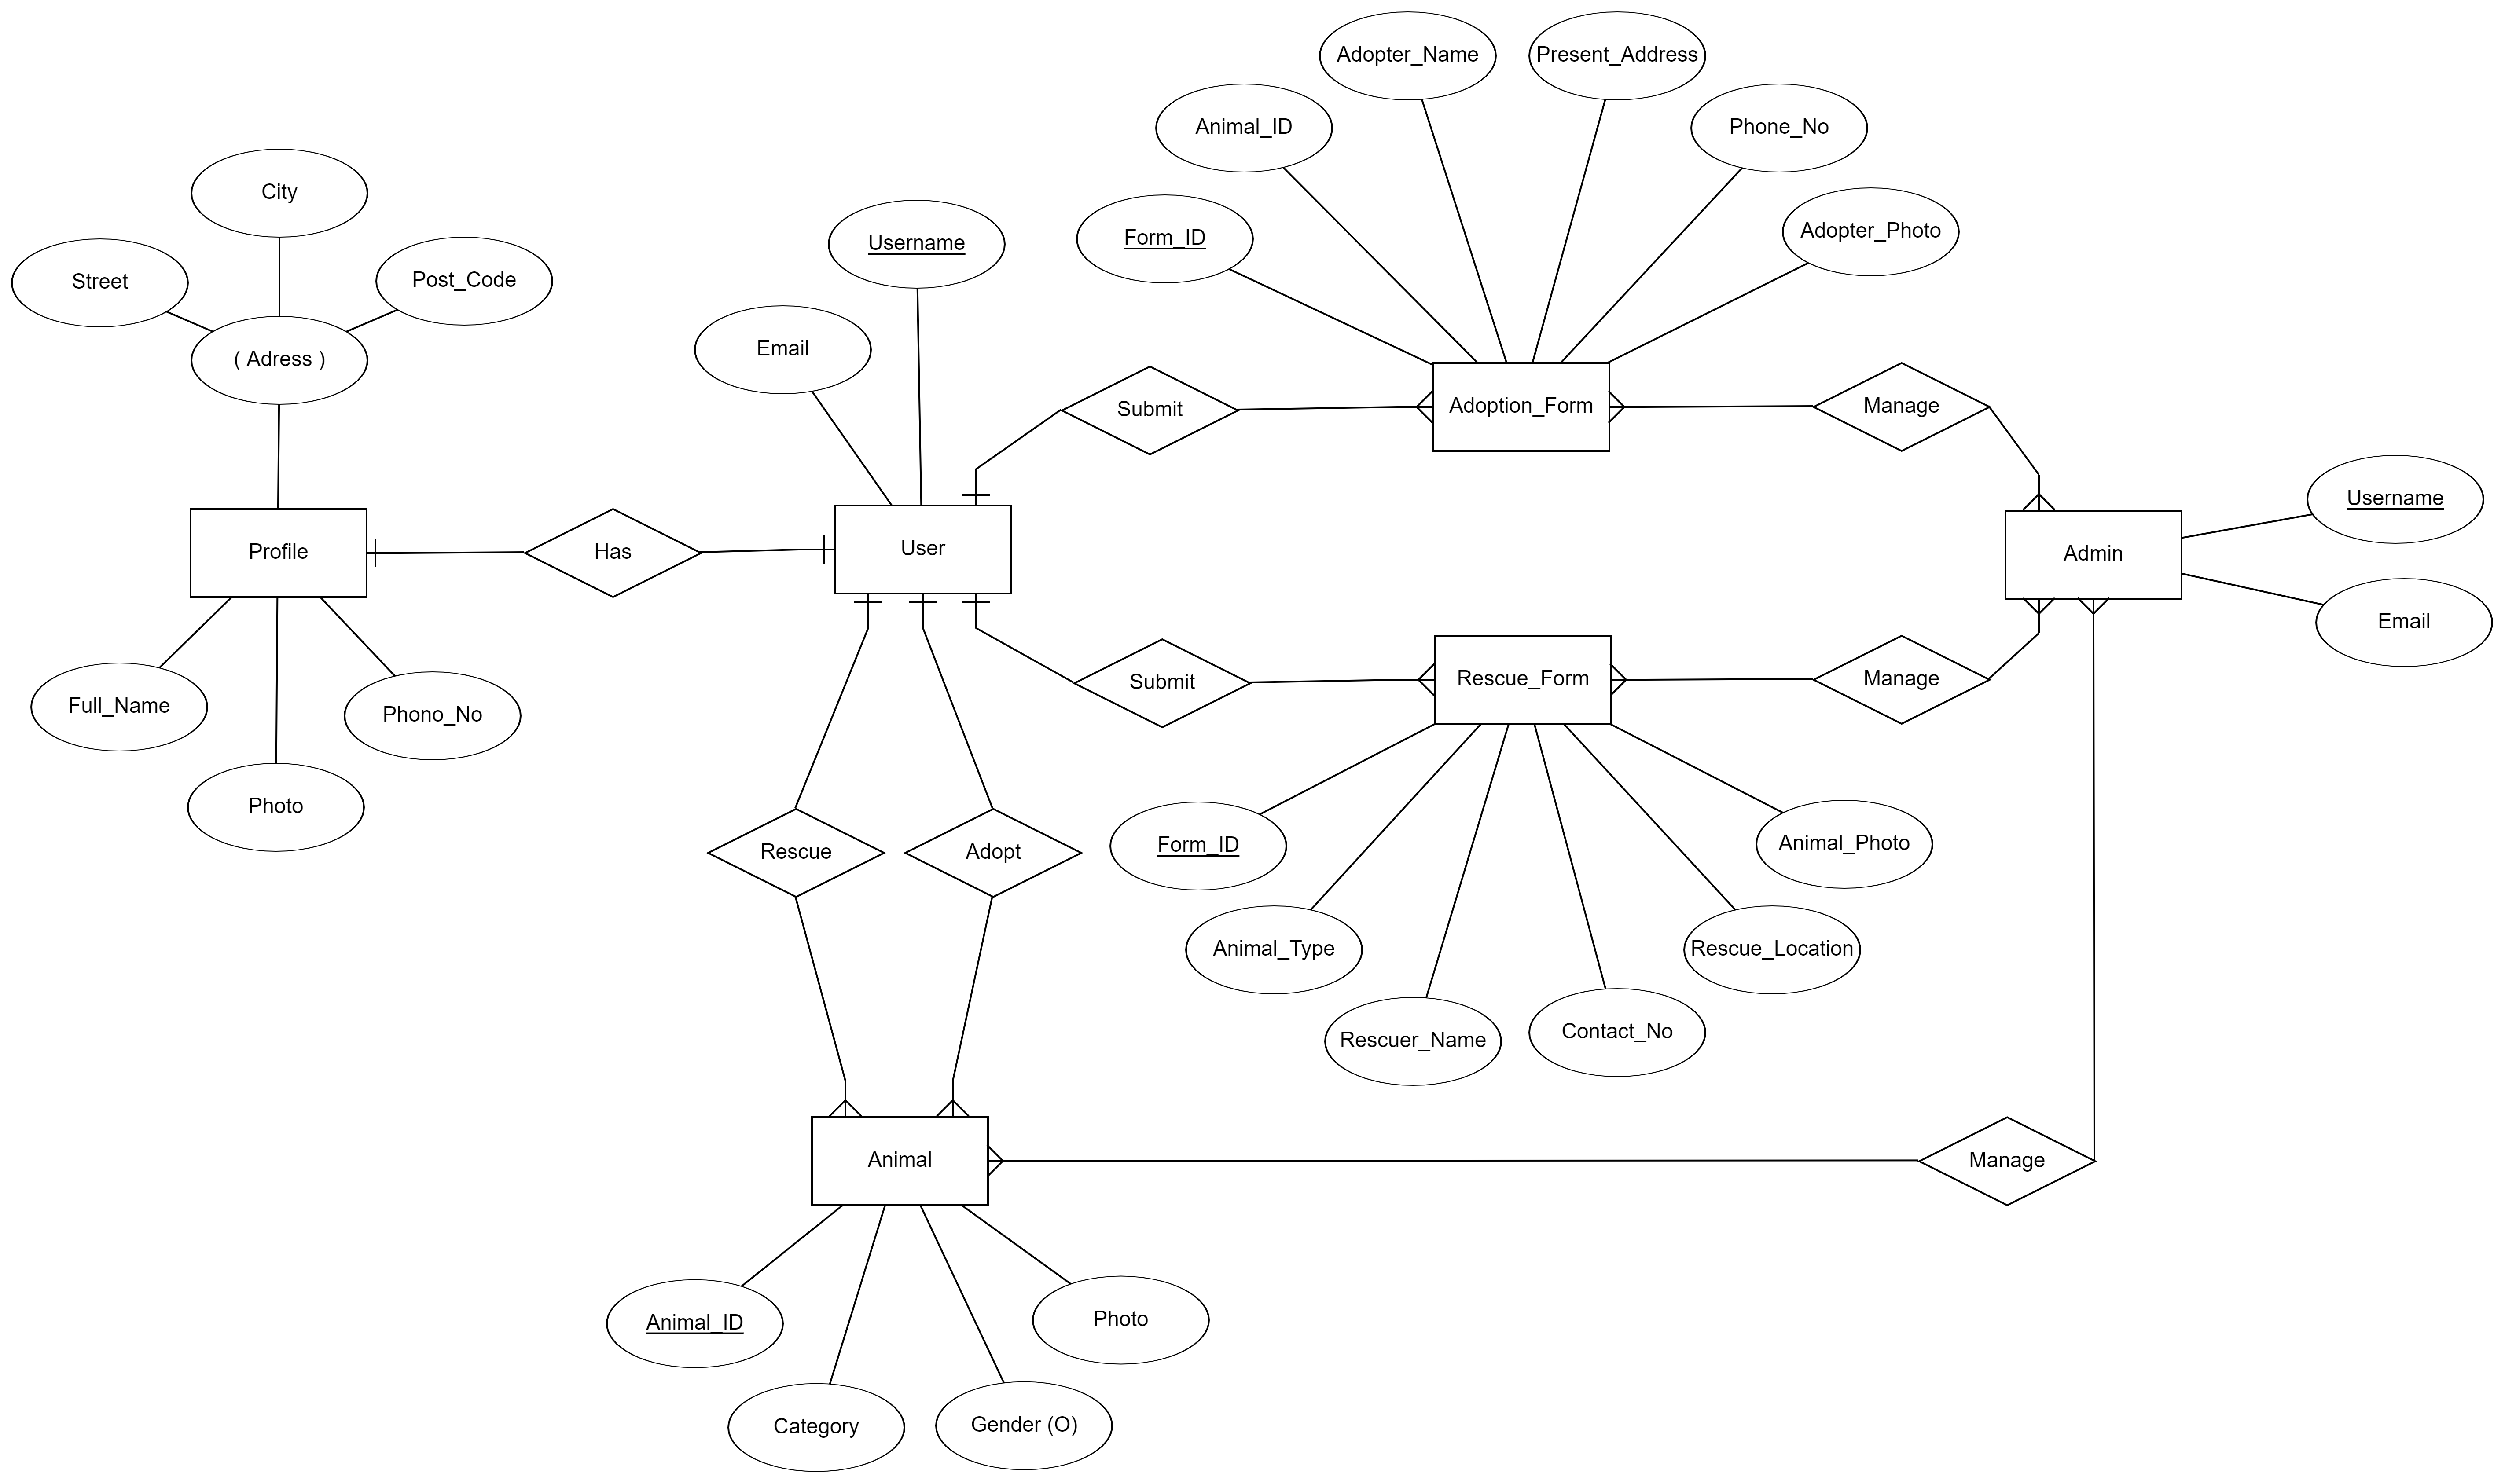 Adopter_Name
Present_Address
Animal_ID
Phone_No
City
Adopter_Photo
Form_ID
Username
Street
Post_Code
Email
( Adress )
Submit
Adoption_Form
Manage
Username
Profile
Has
User
Admin
Email
Submit
Rescue_Form
Manage
Full_Name
Phono_No
Photo
Rescue
Adopt
Form_ID
Animal_Photo
Animal_Type
Rescue_Location
Rescuer_Name
Contact_No
Animal
Manage
Animal_ID
Photo
Category
Gender (O)